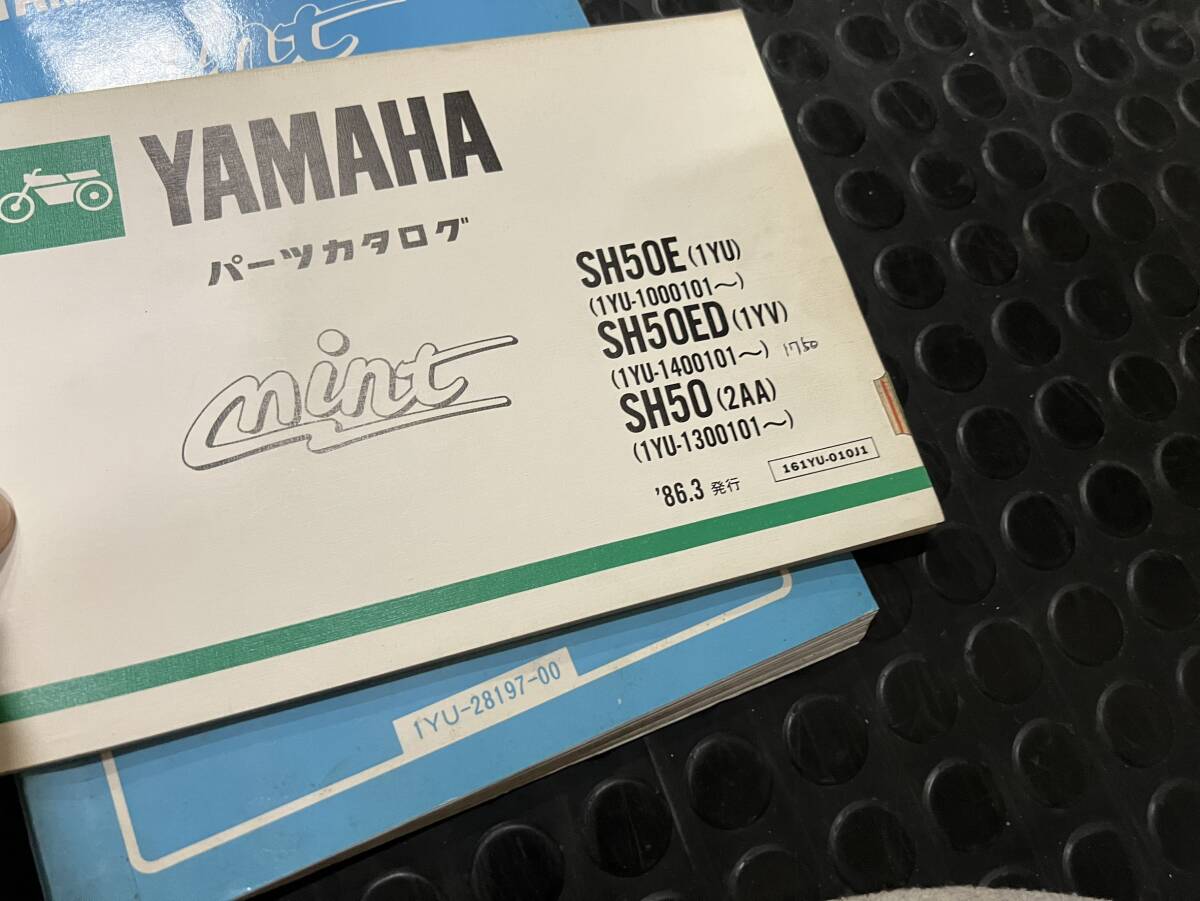 YAMAHA
パーツカタログ
mint
SH50E (1YU)
(1YU-1000101〜)
SH50ED (1YV)
(1YU-1400101〜) 1750
SH50 (2AA)
(1YU-1300101〜)
'86.3 発行
161YU-010J1
1YU-28197-00